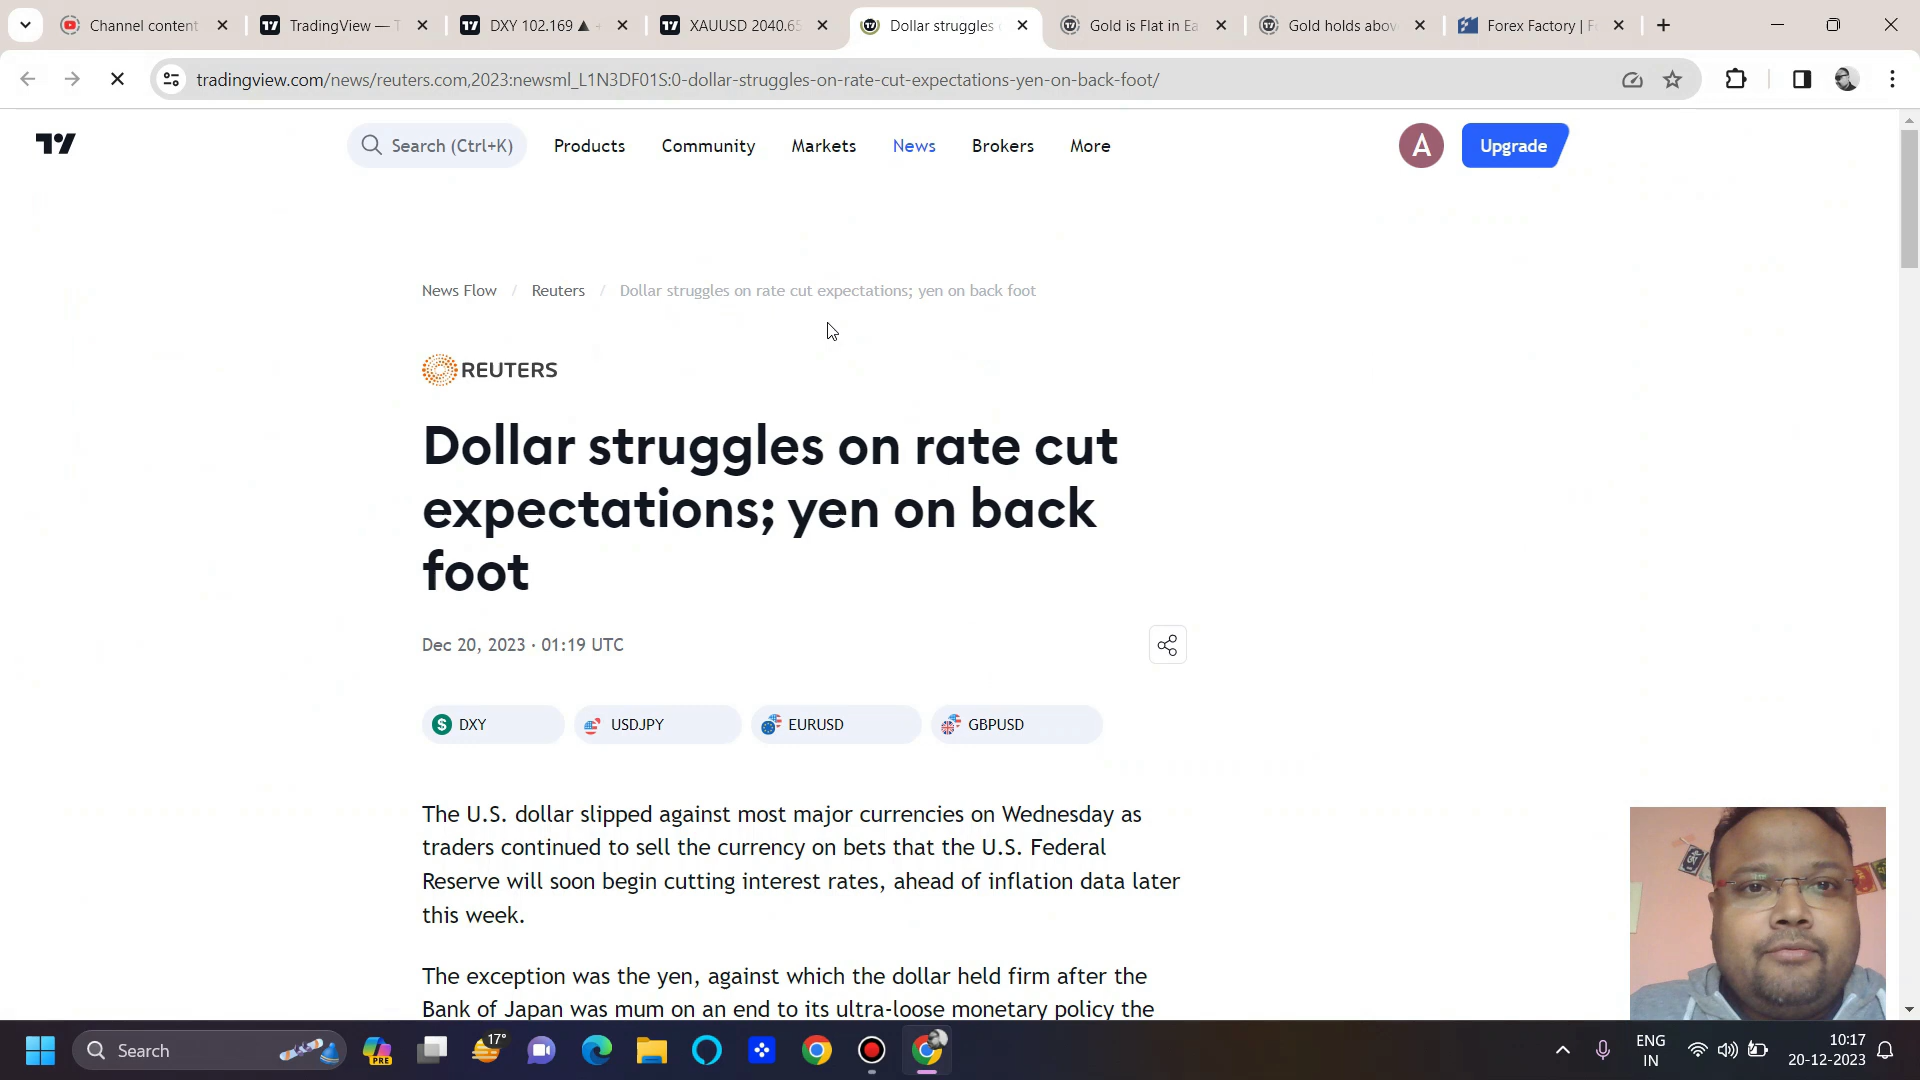 Channel content
TradingView — T
DXY 102.169 ▲ +
XAUUSD 2040.65
Dollar struggles
Gold is Flat in Ea
Gold holds abov
Forex Factory | F
tradingview.com/news/reuters.com,2023:newsml_L1N3DF01S:0-dollar-struggles-on-rate-cut-expectations-yen-on-back-foot/
Search (Ctrl+K)
Products
Community
Markets
News
Brokers
More
A
Upgrade
News Flow / Reuters / Dollar struggles on rate cut expectations; yen on back foot
REUTERS
Dollar struggles on rate cut
expectations; yen on back
foot
Dec 20, 2023 · 01:19 UTC
$ DXY
USDJPY
EURUSD
GBPUSD
The U.S. dollar slipped against most major currencies on Wednesday as
traders continued to sell the currency on bets that the U.S. Federal
Reserve will soon begin cutting interest rates, ahead of inflation data later
this week.
The exception was the yen, against which the dollar held firm after the
Bank of Japan was mum on an end to its ultra-loose monetary policy the
Search
PRE
17°
ENG
IN
10:17
20-12-2023